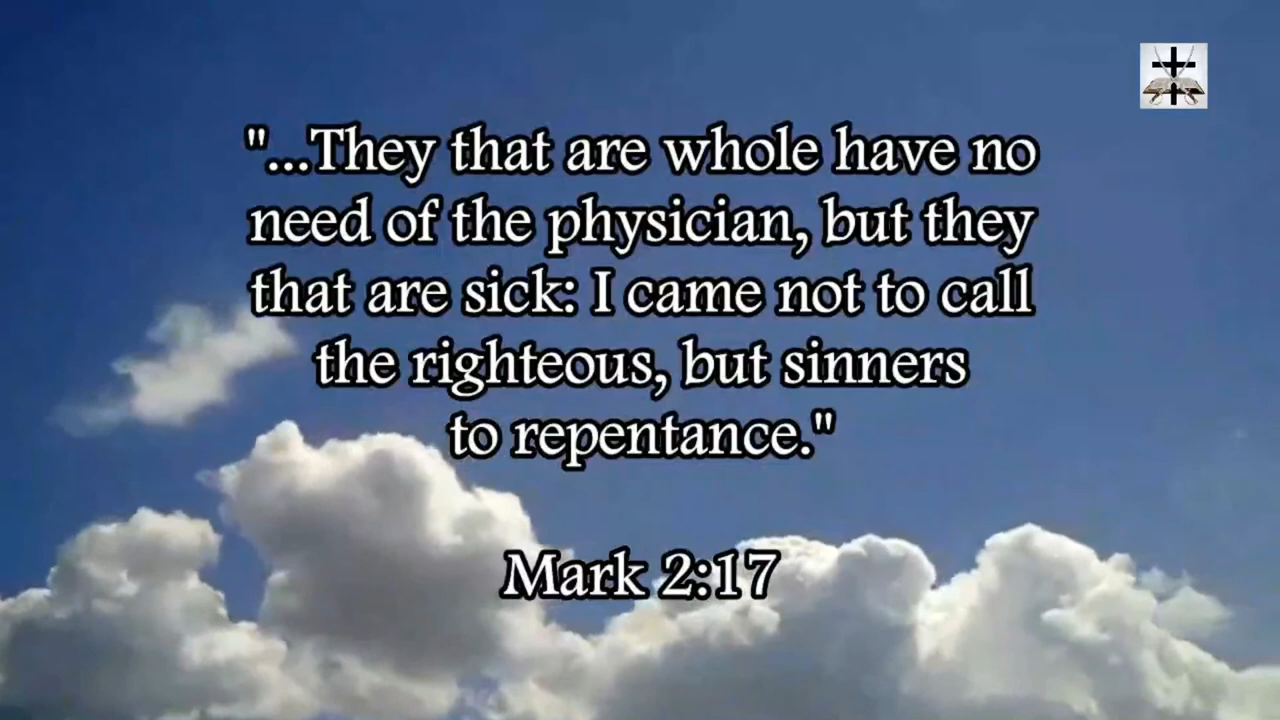 "...They that are whole have no
need of the physician, but they
that are sick: I came not to call
the righteous, but sinners
to repentance."
Mark 2:17